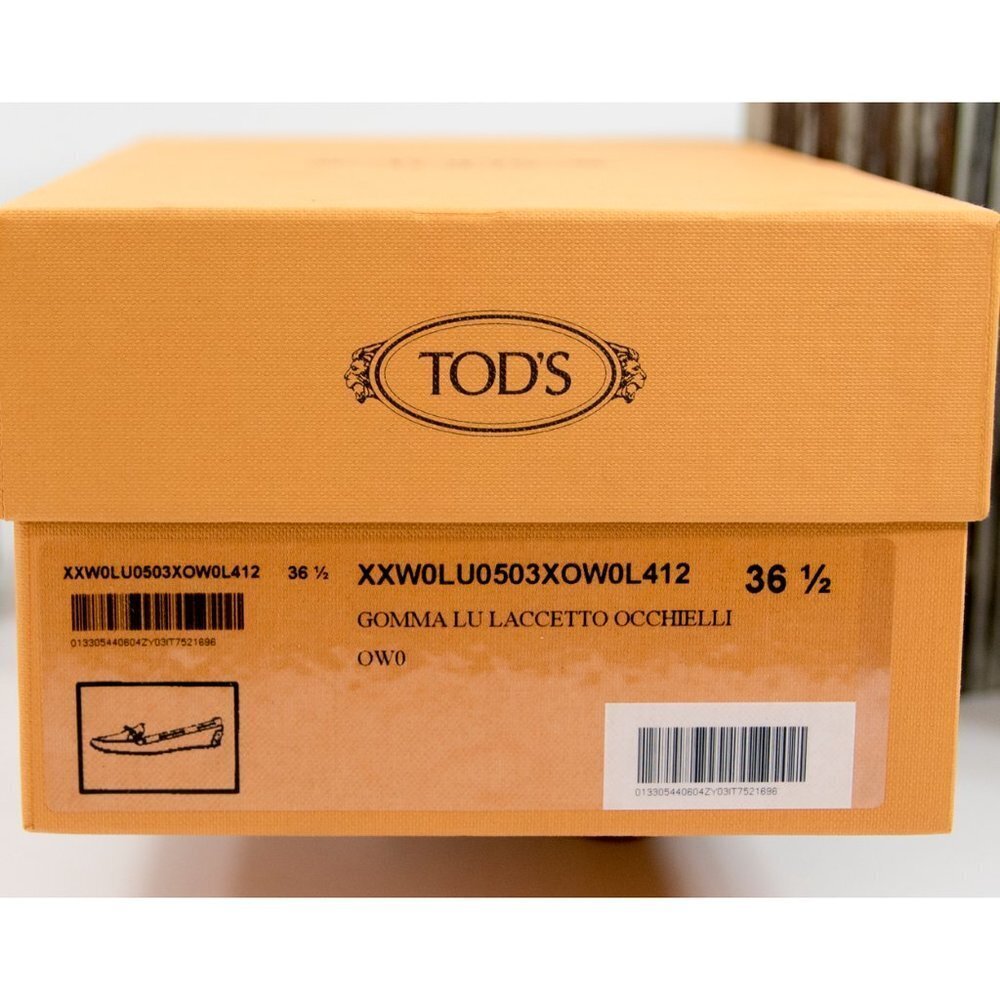 TOD'S
XXW0LU0503XOW0L412 36 ½
013305440604ZY03IT7521696
XXW0LU0503XOW0L412 36 ½
GOMMA LU LACCETTO OCCHIELLI
OW0
013305440604ZY03IT7521696